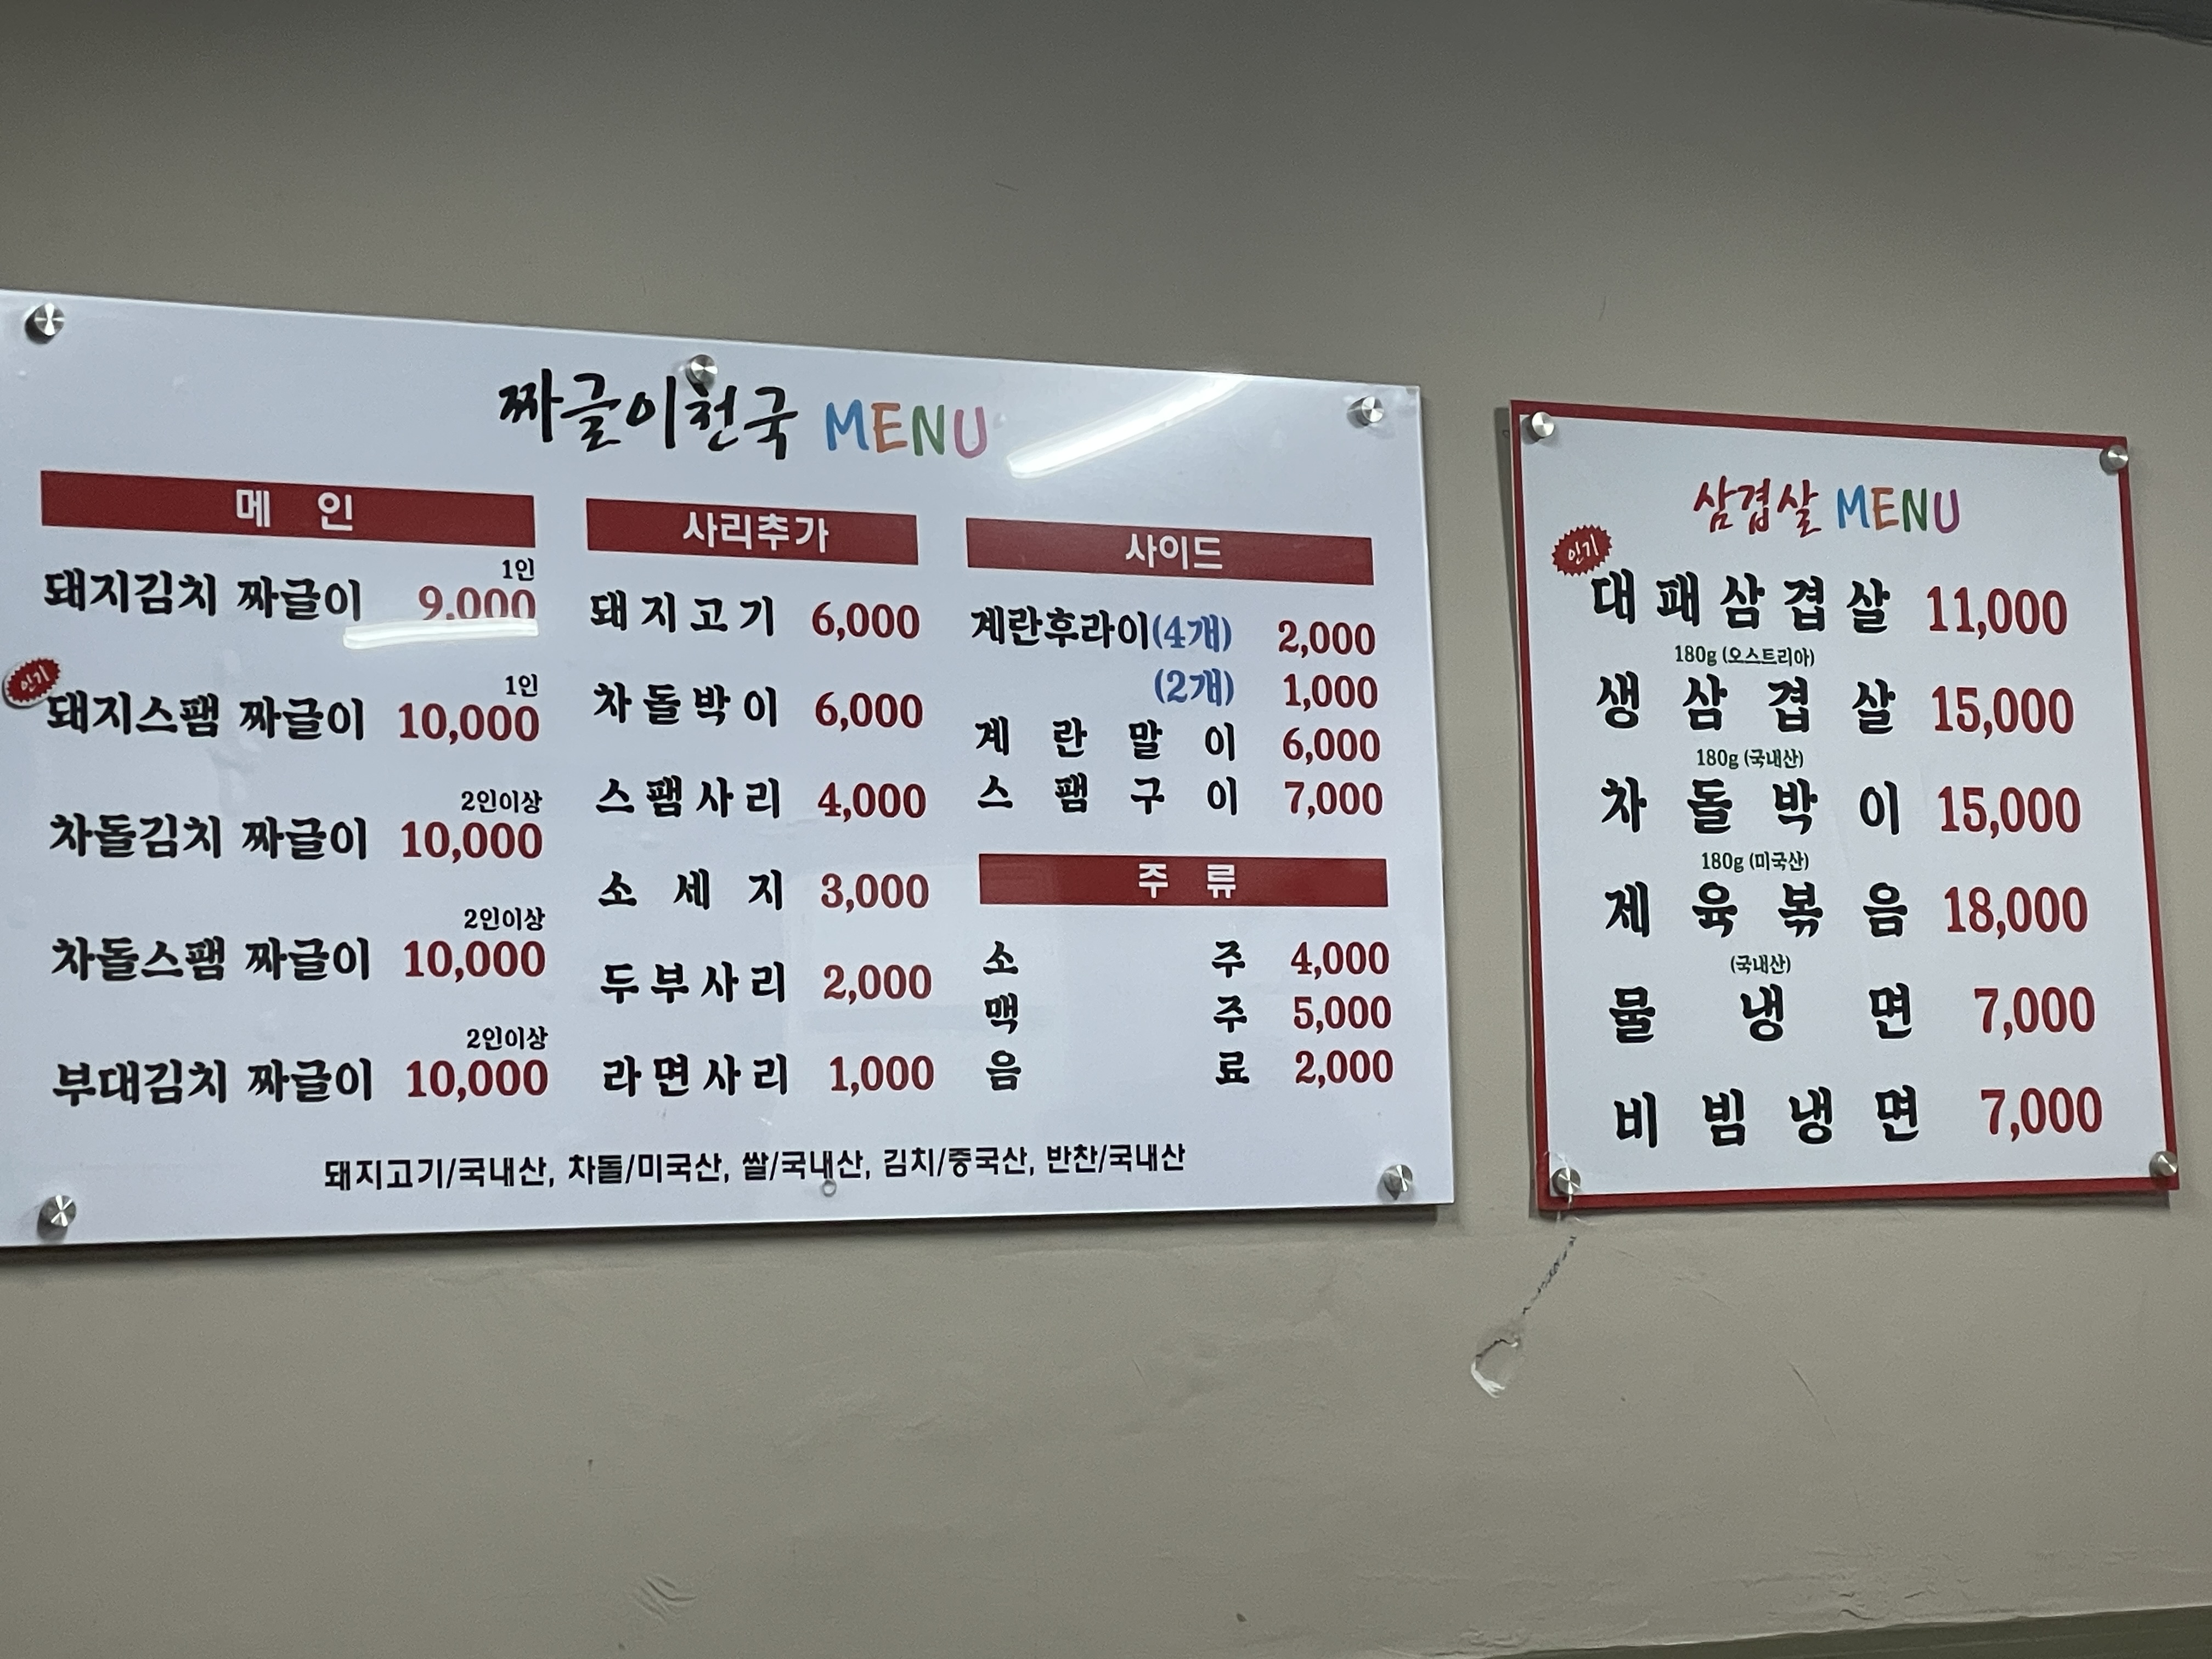 짜글이천국 MENU
메 인
돼지김치 짜글이 1인 9,000
인기
돼지스팸 짜글이 1인 10,000
차돌김치 짜글이 2인이상 10,000
차돌스팸 짜글이 2인이상 10,000
부대김치 짜글이 2인이상 10,000
사리추가
돼지고기 6,000
차돌박이 6,000
스팸사리 4,000
소세지 3,000
두부사리 2,000
라면사리 1,000
사이드
계란후라이(4개) 2,000
(2개) 1,000
계란말이 6,000
스팸구이 7,000
주 류
소주 4,000
맥주 5,000
음료 2,000
돼지고기/국내산, 차돌/미국산, 쌀/국내산, 김치/중국산, 반찬/국내산
삼겹살 MENU
인기
대패삼겹살 11,000
180g (오스트리아)
생삼겹살 15,000
180g (국내산)
차돌박이 15,000
180g (미국산)
제육볶음 18,000
(국내산)
물냉면 7,000
비빔냉면 7,000